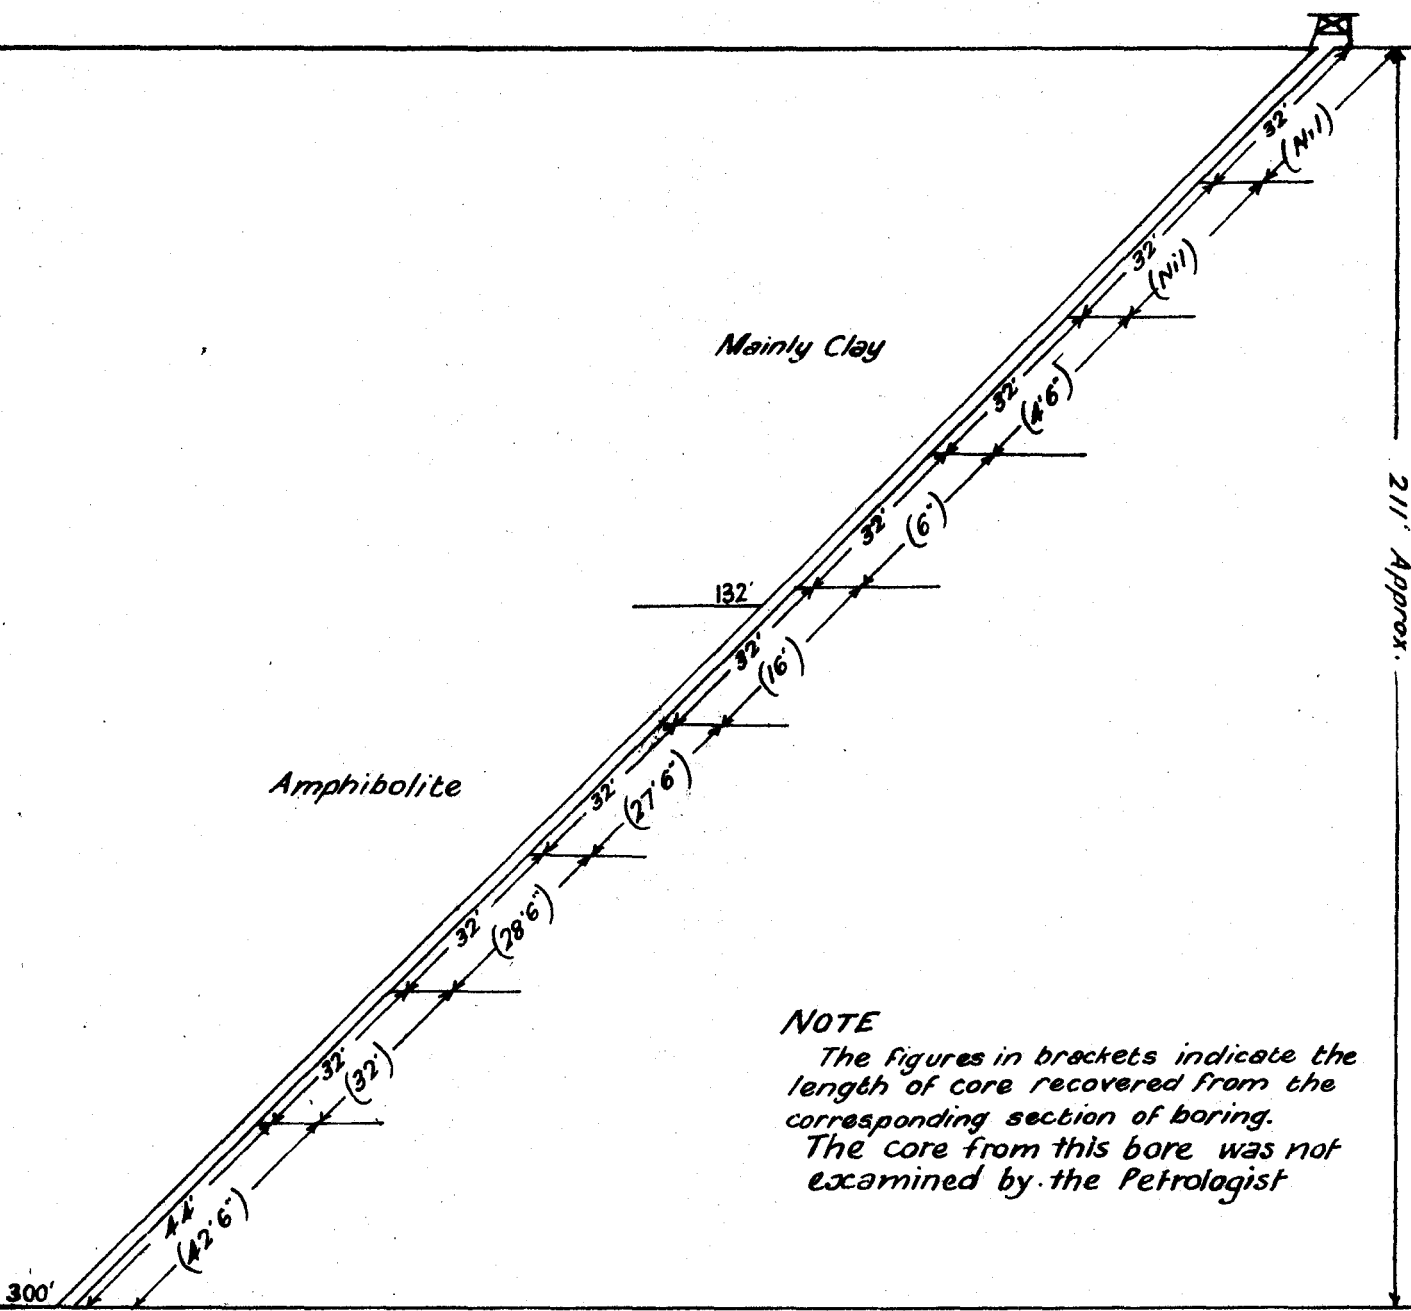 32'
(Nil)
32'
(Nil)
Mainly Clay
32'
(4'6")
211' Approx.
32'
(6")
132'
32'
(16')
Amphibolite
32'
(27'6")
32'
(28'6")
32'
(32')
NOTE
The figures in brackets indicate the
length of core recovered from the
corresponding section of boring.
The core from this bore was not
examined by the Petrologist
44'
(42'6")
300'